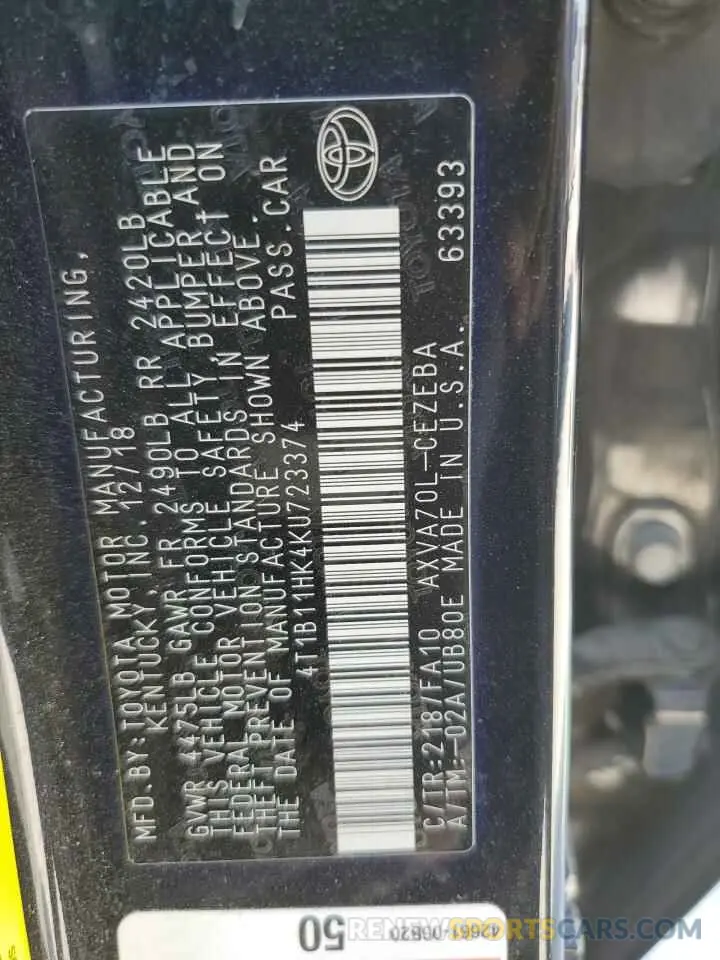 MFD.BY:TOYOTA MOTOR MANUFACTURING,
KENTUCKY, INC. 12/18
GVWR 4475LB GAWR FR 2490LB RR 2420LB
THIS VEHICLE CONFORMS TO ALL APPLICABLE
FEDERAL MOTOR VEHICLE SAFETY, BUMPER, AND
THEFT PREVENTION STANDARDS IN EFFECT ON
THE DATE OF MANUFACTURE SHOWN ABOVE.
4T1B11HK4KU723374 PASS.CAR
C/TR:218/FA10 AXVA70L-CEZEBA 63393
A/TM:-02A/UB80E MADE IN U.S.A.
50
42661-06B20
RENEWSPORTSCARS.COM